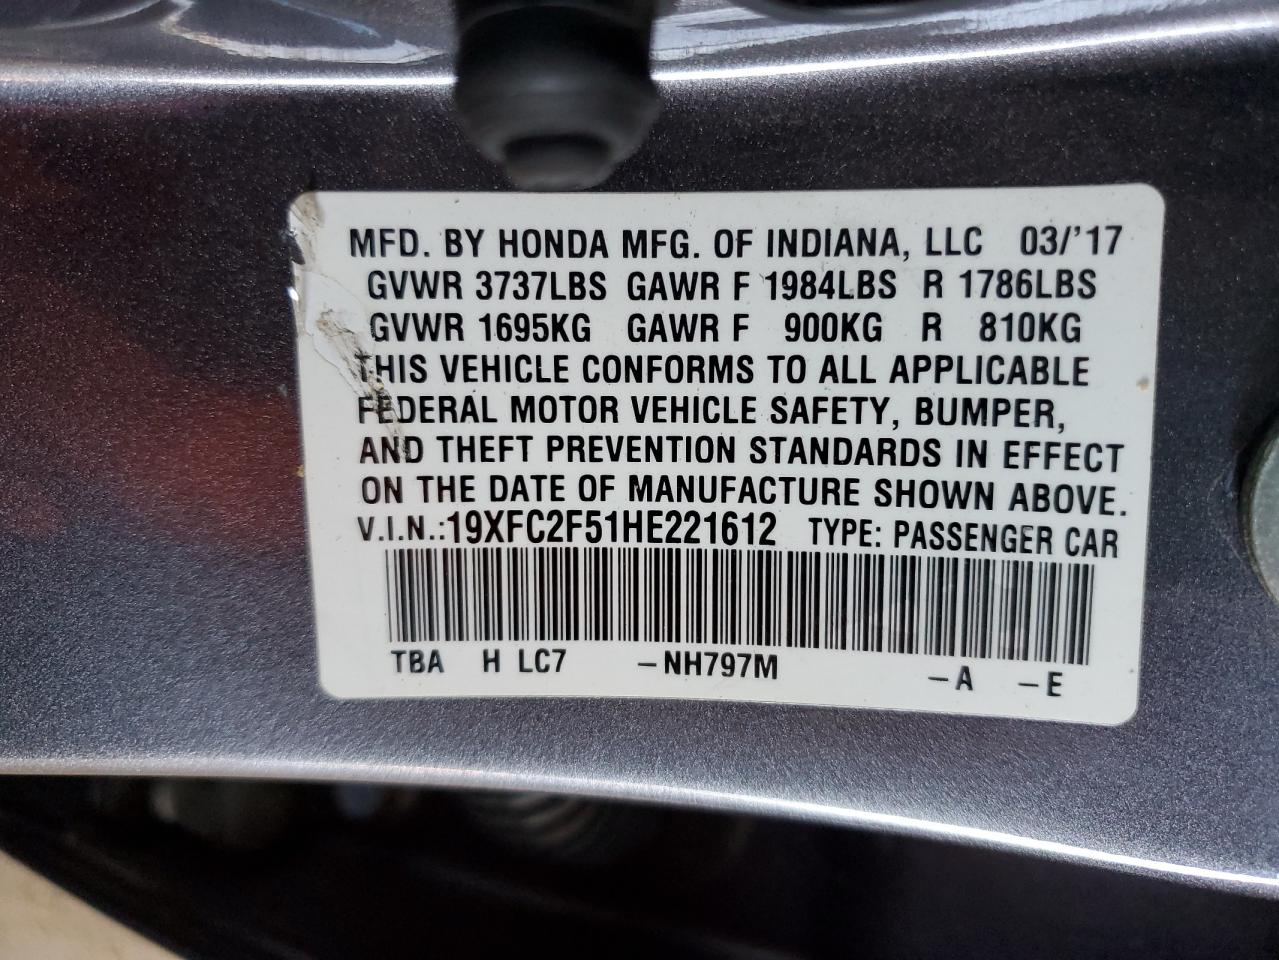 MFD. BY HONDA MFG. OF INDIANA, LLC 03/'17
GVWR 3737LBS GAWR F 1984LBS R 1786LBS
GVWR 1695KG GAWR F 900KG R 810KG
THIS VEHICLE CONFORMS TO ALL APPLICABLE
FEDERAL MOTOR VEHICLE SAFETY, BUMPER,
AND THEFT PREVENTION STANDARDS IN EFFECT
ON THE DATE OF MANUFACTURE SHOWN ABOVE.
V.I.N.:19XFC2F51HE221612 TYPE: PASSENGER CAR
TBA H LC7 –NH797M –A –E